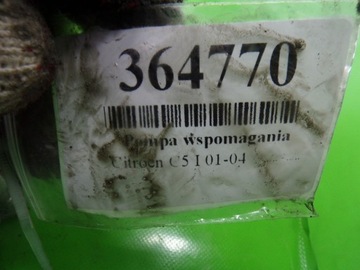 364770
Pompa wspomagania
Citroen C5 I 01-04